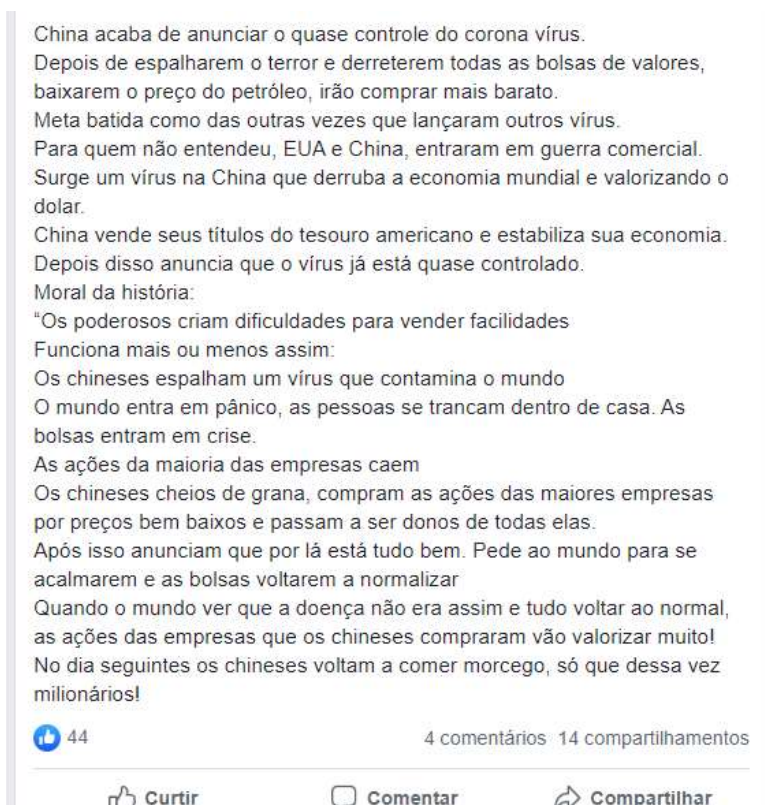 China acaba de anunciar o quase controle do corona vírus.
Depois de espalharem o terror e derreterem todas as bolsas de valores,
baixarem o preço do petróleo, irão comprar mais barato.
Meta batida como das outras vezes que lançaram outros vírus.
Para quem não entendeu, EUA e China, entraram em guerra comercial.
Surge um vírus na China que derruba a economia mundial e valorizando o
dolar.
China vende seus títulos do tesouro americano e estabiliza sua economia.
Depois disso anuncia que o vírus já está quase controlado.
Moral da história:
“Os poderosos criam dificuldades para vender facilidades
Funciona mais ou menos assim:
Os chineses espalham um vírus que contamina o mundo
O mundo entra em pânico, as pessoas se trancam dentro de casa. As
bolsas entram em crise.
As ações da maioria das empresas caem
Os chineses cheios de grana, compram as ações das maiores empresas
por preços bem baixos e passam a ser donos de todas elas.
Após isso anunciam que por lá está tudo bem. Pede ao mundo para se
acalmarem e as bolsas voltarem a normalizar
Quando o mundo ver que a doença não era assim e tudo voltar ao normal,
as ações das empresas que os chineses compraram vão valorizar muito!
No dia seguintes os chineses voltam a comer morcego, só que dessa vez
milionários!
44 4 comentários 14 compartilhamentos
Curtir Comentar Compartilhar